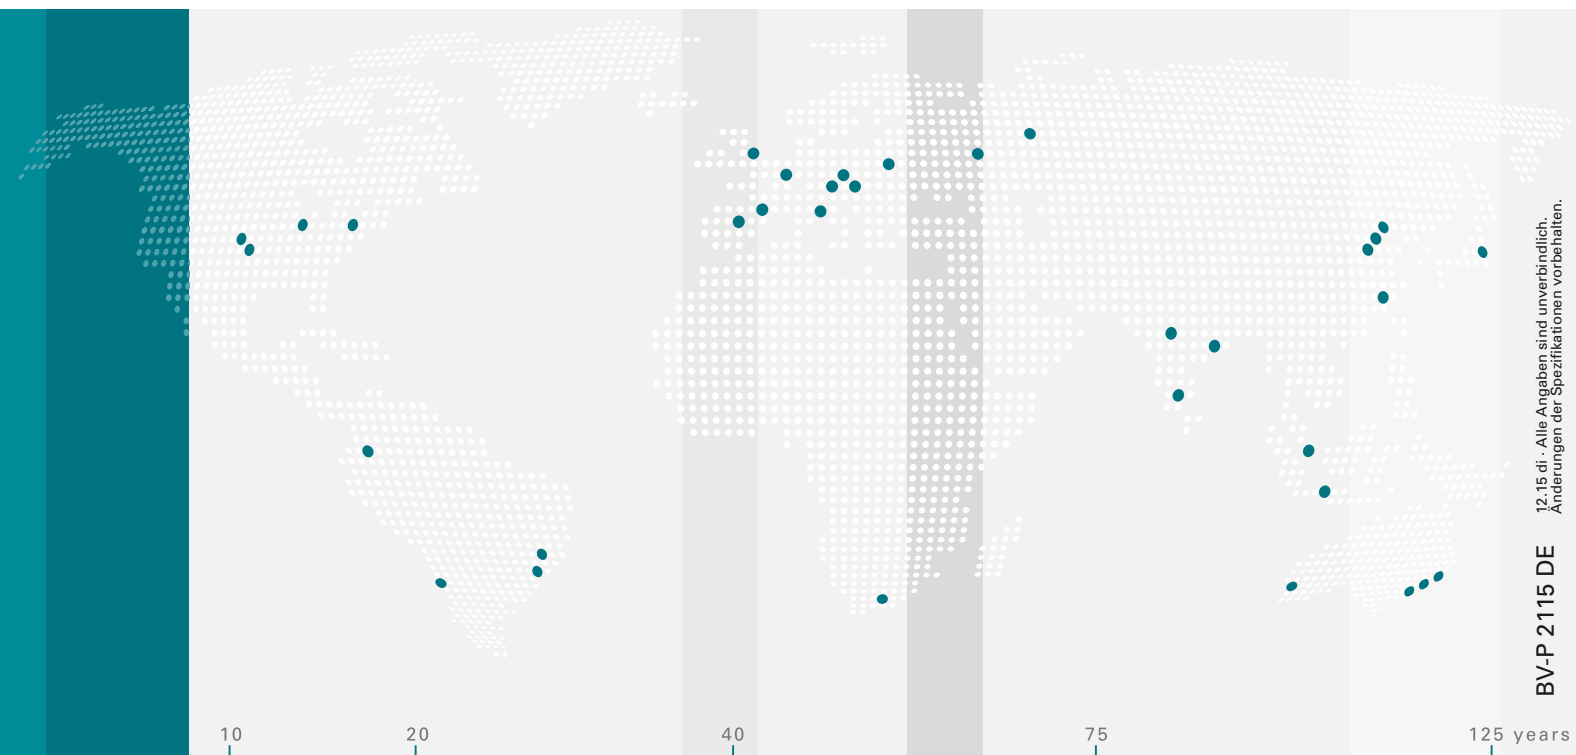 12.15 di · Alle Angaben sind unverbindlich.
Änderungen der Spezifikationen vorbehalten.
BV-P 2115 DE
10 20 40 75 125 years